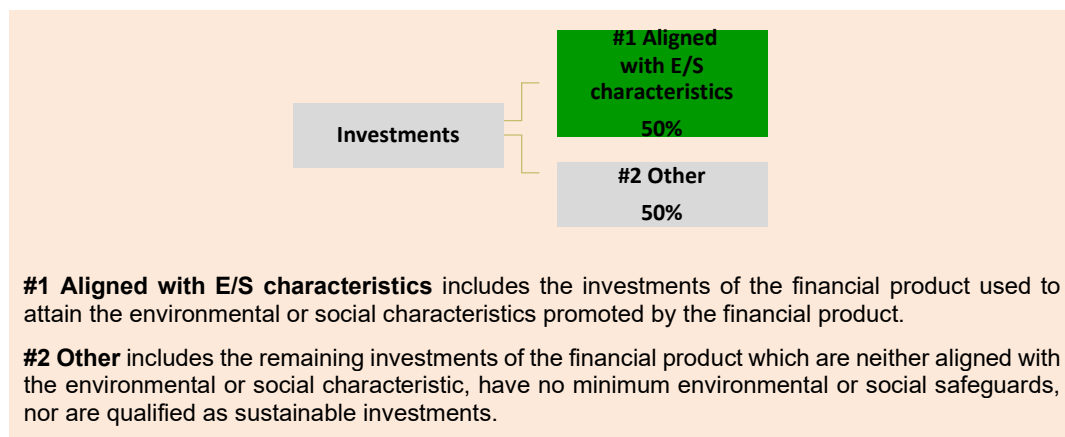 #1 Aligned
with E/S
characteristics
50%
Investments
#2 Other
50%
#1 Aligned with E/S characteristics includes the investments of the financial product used to
attain the environmental or social characteristics promoted by the financial product.
#2 Other includes the remaining investments of the financial product which are neither aligned with
the environmental or social characteristic, have no minimum environmental or social safeguards,
nor are qualified as sustainable investments.